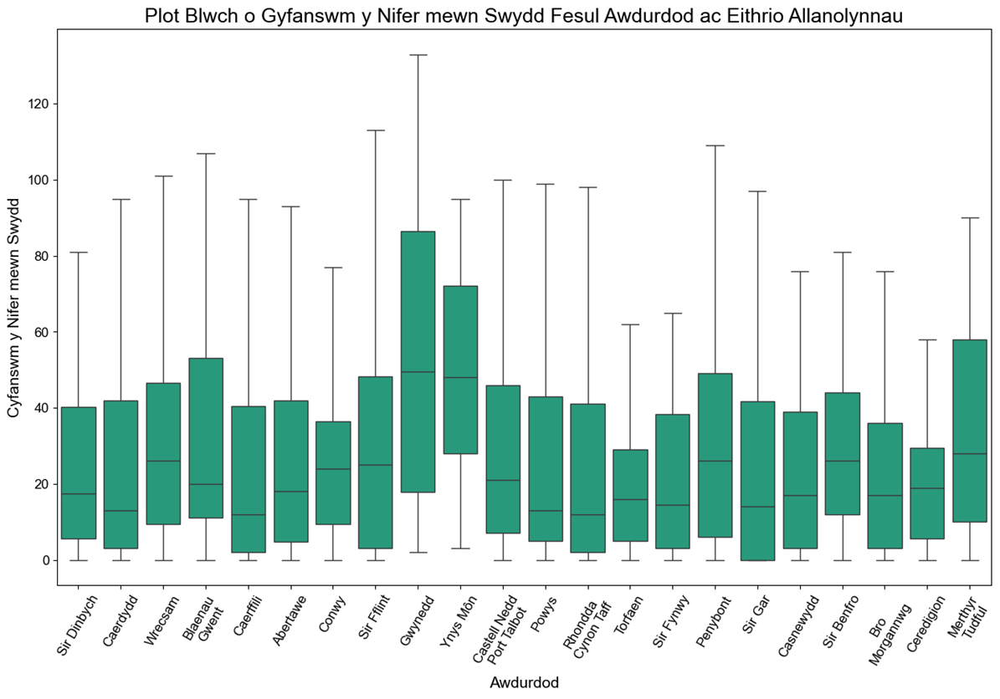 Plot Blwch o Gyfanswm y Nifer mewn Swydd Fesul Awdurdod ac Eithrio Allanolynnau
Cyfanswm y Nifer mewn Swydd
120
100
80
60
40
20
0
Sir Dinbych
Caerdydd
Wrecsam
Blaenau
Gwent
Caerffili
Abertawe
Conwy
Sir Fflint
Gwynedd
Ynys Môn
Castell Nedd
Port Talbot
Powys
Rhondda
Cynon Taff
Torfaen
Sir Fynwy
Penybont
Sir Gar
Casnewydd
Sir Benfro
Bro
Morgannwg
Ceredigion
Merthyr
Tudful
Awdurdod